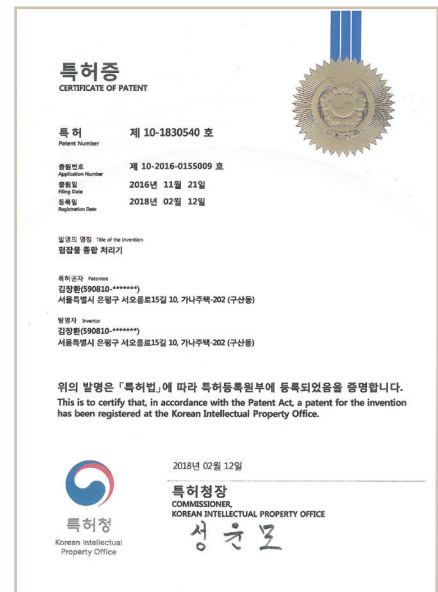 특허증
CERTIFICATE OF PATENT
특 허 제 10-1830540 호
Patent Number
출원번호 제 10-2016-0155009 호
Application Number
출원일 2016년 11월 21일
Filing Date
등록일 2018년 02월 12일
Registration Date
발명의 명칭 Title of the Invention
협잡물 종합 처리기
특허권자 Patentee
김창환(590810-*******)
서울특별시 은평구 서오릉로15길 10, 가나주택-202 (구산동)
발명자 Inventor
김창환(590810-*******)
서울특별시 은평구 서오릉로15길 10, 가나주택-202 (구산동)
위의 발명은 「특허법」에 따라 특허등록원부에 등록되었음을 증명합니다.
This is to certify that, in accordance with the Patent Act, a patent for the invention
has been registered at the Korean Intellectual Property Office.
2018년 02월 12일
특허청장
COMMISSIONER,
KOREAN INTELLECTUAL PROPERTY OFFICE
성윤모
특허청
Korean Intellectual
Property Office